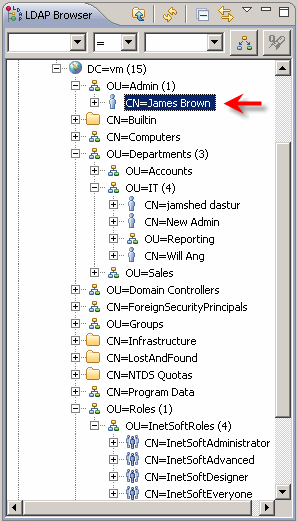 LDAP Browser
=
DC=vm (15)
OU=Admin (1)
CN=James Brown
CN=Builtin
CN=Computers
OU=Departments (3)
OU=Accounts
OU=IT (4)
CN=jamshed dastur
CN=New Admin
OU=Reporting
CN=Will Ang
OU=Sales
OU=Domain Controllers
CN=ForeignSecurityPrincipals
OU=Groups
CN=Infrastructure
CN=LostAndFound
CN=NTDS Quotas
CN=Program Data
OU=Roles (1)
OU=InetSoftRoles (4)
CN=InetSoftAdministrator
CN=InetSoftAdvanced
CN=InetSoftDesigner
CN=InetSoftEveryone